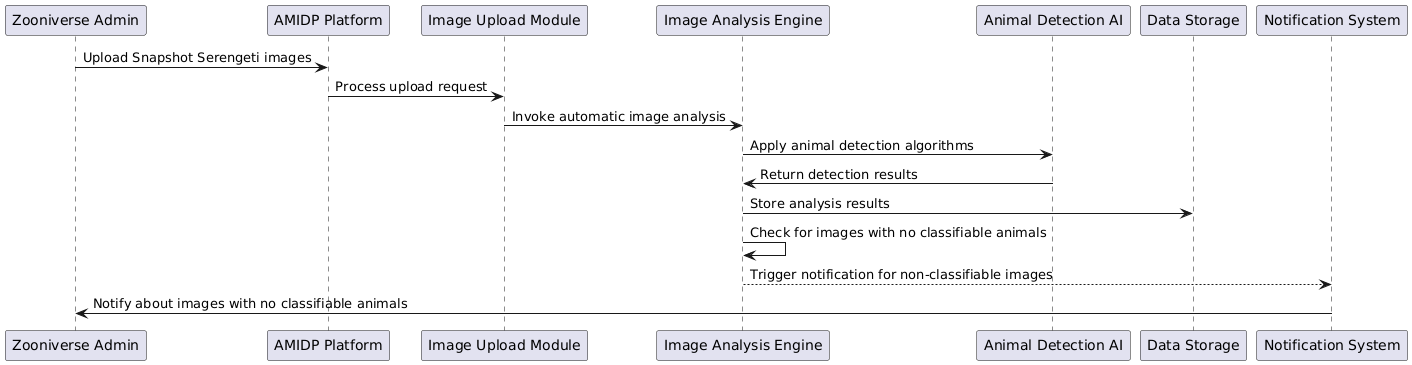 Zooniverse Admin AMIDP Platform Image Upload Module Image Analysis Engine Animal Detection AI Data Storage Notification System
Upload Snapshot Serengeti images
Process upload request
Invoke automatic image analysis
Apply animal detection algorithms
Return detection results
Store analysis results
Check for images with no classifiable animals
Trigger notification for non-classifiable images
Notify about images with no classifiable animals
Zooniverse Admin AMIDP Platform Image Upload Module Image Analysis Engine Animal Detection AI Data Storage Notification System